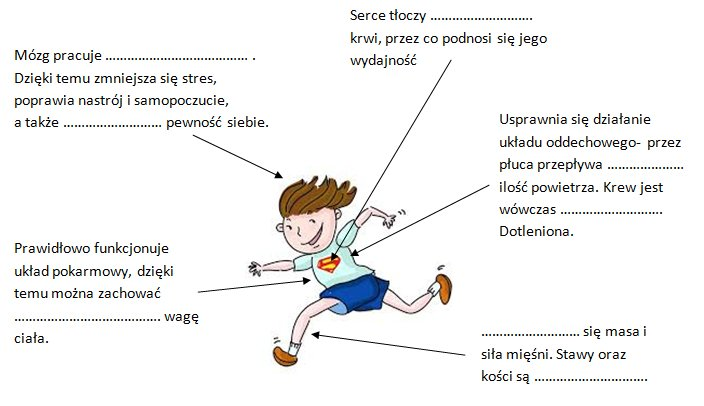 Serce tłoczy ……………………….
krwi, przez co podnosi się jego
wydajność
Mózg pracuje ………………………………… .
Dzięki temu zmniejsza się stres,
poprawia nastrój i samopoczucie,
a także ……………………… pewność siebie.
Usprawnia się działanie
układu oddechowego- przez
płuca przepływa …………………
ilość powietrza. Krew jest
wówczas ……………………….
Dotleniona.
Prawidłowo funkcjonuje
układ pokarmowy, dzięki
temu można zachować
…………………………………. wagę
ciała.
……………………… się masa i
siła mięśni. Stawy oraz
kości są ………………………….